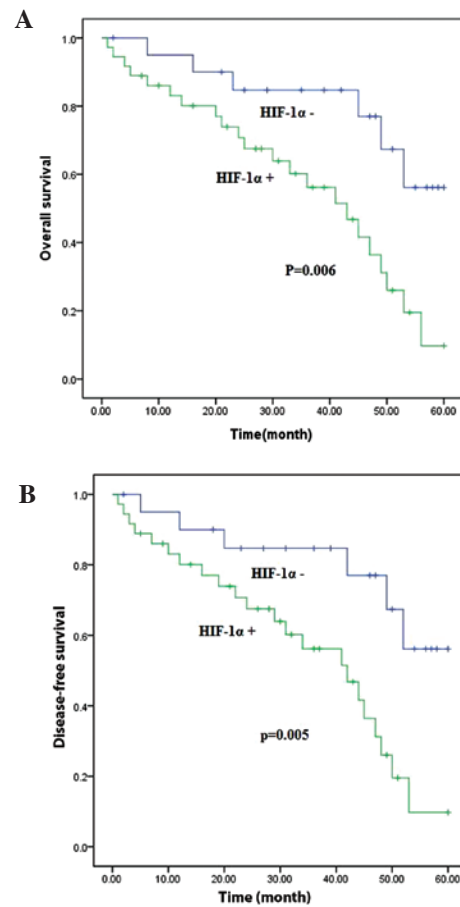 A
1.0
0.8
0.6
0.4
0.2
0.0
Overall survival
HIF-1α -
HIF-1α +
P=0.006
0.00 10.00 20.00 30.00 40.00 50.00 60.00
Time(month)
B
1.0
0.8
0.6
0.4
0.2
0.0
Disease-free survival
HIF-1α -
HIF-1α +
p=0.005
0.00 10.00 20.00 30.00 40.00 50.00 60.00
Time (month)